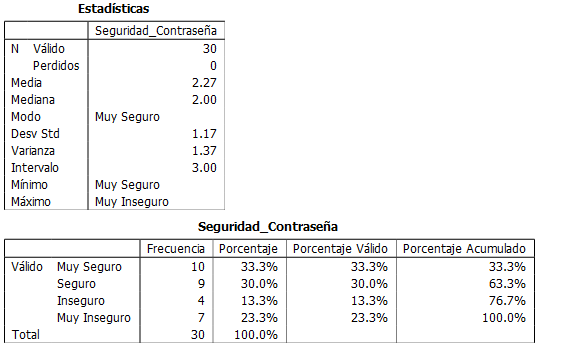 Estadísticas
Seguridad_Contraseña
N Válido 30
Perdidos 0
Media 2.27
Mediana 2.00
Modo Muy Seguro
Desv Std 1.17
Varianza 1.37
Intervalo 3.00
Mínimo Muy Seguro
Máximo Muy Inseguro
Seguridad_Contraseña
Frecuencia Porcentaje Porcentaje Válido Porcentaje Acumulado
Válido Muy Seguro 10 33.3% 33.3% 33.3%
Seguro 9 30.0% 30.0% 63.3%
Inseguro 4 13.3% 13.3% 76.7%
Muy Inseguro 7 23.3% 23.3% 100.0%
Total 30 100.0%